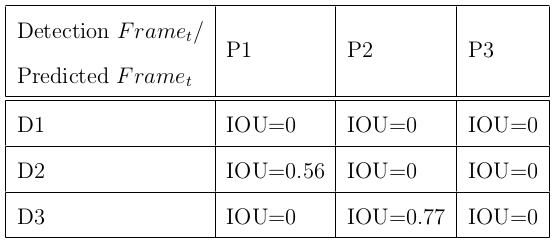 Detection Frame_t/
Predicted Frame_t
P1 P2 P3
D1 IOU=0 IOU=0 IOU=0
D2 IOU=0.56 IOU=0 IOU=0
D3 IOU=0 IOU=0.77 IOU=0